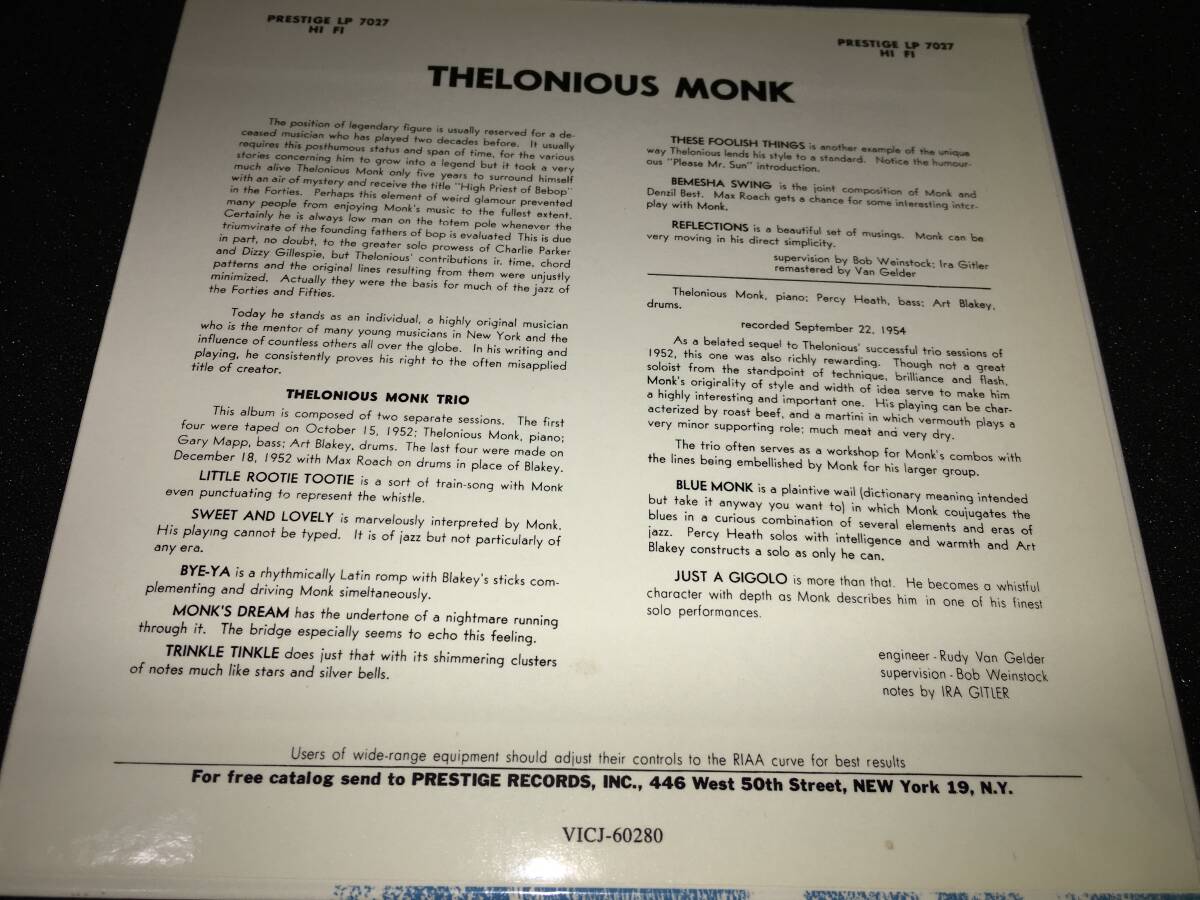 PRESTIGE LP 7027
HI FI
PRESTIGE LP 7027
HI FI
THELONIOUS MONK
The position of legendary figure is usually reserved for a de-
ceased musician who has played two decades before. It usually
requires this posthumous status and span of time, for the various
stories concerning him to grow into a legend but it took a very
much alive Thelonious Monk only five years to surround himself
with an air of mystery and receive the title "High Priest of Bebop"
in the Forties. Perhaps this element of weird glamour prevented
many people from enjoying Monk's music to the fullest extent.
Certainly he is always low man on the totem pole whenever the
triumvirate of the founding fathers of bop is evaluated This is due
in part, no doubt, to the greater solo prowess of Charlie Parker
and Dizzy Gillespie, but Thelonious' contributions in time, chord
patterns and the original lines resulting from them were unjustly
minimized. Actually they were the basis for much of the jazz of
the Forties and Fifties.
Today he stands as an individual, a highly original musician
who is the mentor of many young musicians in New York and the
influence of countless others all over the globe. In his writing and
playing, he consistently proves his right to the often misapplied
title of creator.
THELONIOUS MONK TRIO
This album is composed of two separate sessions. The first
four were taped on October 15, 1952; Thelonious Monk, piano;
Gary Mapp, bass; Art Blakey, drums. The last four were made on
December 18, 1952 with Max Roach on drums in place of Blakey.
LITTLE ROOTIE TOOTIE is a sort of train-song with Monk
even punctuating to represent the whistle.
SWEET AND LOVELY is marvelously interpreted by Monk.
His playing cannot be typed. It is of jazz but not particularly of
any era.
BYE-YA is a rhythmically Latin romp with Blakey's sticks com-
plementing and driving Monk simeltaneously.
MONK'S DREAM has the undertone of a nightmare running
through it. The bridge especially seems to echo this feeling.
TRINKLE TINKLE does just that with its shimmering clusters
of notes much like stars and silver bells.
THESE FOOLISH THINGS is another example of the unique
way Thelonious lends his style to a standard. Notice the humour-
ous "Please Mr. Sun" introduction.
BEMESHA SWING is the joint composition of Monk and
Denzil Best. Max Roach gets a chance for some interesting inter-
play with Monk.
REFLECTIONS is a beautiful set of musings. Monk can be
very moving in his direct simplicity.
supervision by Bob Weinstock; Ira Gitler
remastered by Van Gelder
Thelonious Monk, piano; Percy Heath, bass; Art Blakey,
drums.
recorded September 22, 1954
As a belated sequel to Thelonious' successful trio sessions of
1952, this one was also richly rewarding. Though not a great
soloist from the standpoint of technique, brilliance and flash,
Monk's originality of style and width of idea serve to make him
a highly interesting and important one. His playing can be char-
acterized by roast beef, and a martini in which vermouth plays a
very minor supporting role; much meat and very dry.
The trio often serves as a workshop for Monk's combos with
the lines being embellished by Monk for his larger group.
BLUE MONK is a plaintive wail (dictionary meaning intended
but take it anyway you want to) in which Monk coujugates the
blues in a curious combination of several elements and eras of
jazz. Percy Heath solos with intelligence and warmth and Art
Blakey constructs a solo as only he can.
JUST A GIGOLO is more than that. He becomes a whistful
character with depth as Monk describes him in one of his finest
solo performances.
engineer - Rudy Van Gelder
supervision - Bob Weinstock
notes by IRA GITLER
Users of wide-range equipment should adjust their controls to the RIAA curve for best results
For free catalog send to PRESTIGE RECORDS, INC., 446 West 50th Street, NEW York 19, N.Y.
VICJ-60280